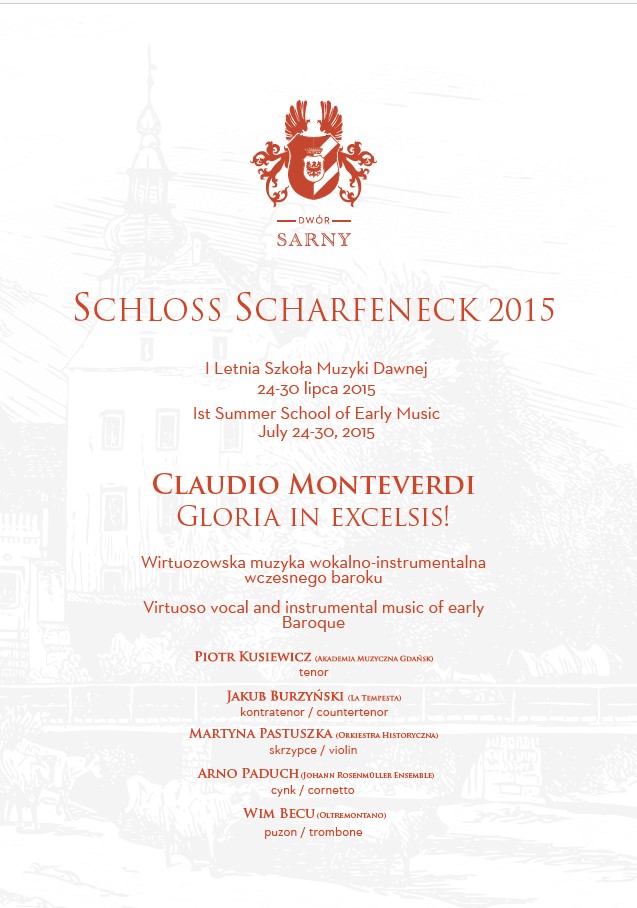 DWÓR
SARNY
SCHLOSS SCHARFENECK 2015
I Letnia Szkoła Muzyki Dawnej
24-30 lipca 2015
Ist Summer School of Early Music
July 24-30, 2015
CLAUDIO MONTEVERDI
GLORIA IN EXCELSIS!
Wirtuozowska muzyka wokalno-instrumentalna
wczesnego baroku
Virtuoso vocal and instrumental music of early
Baroque
PIOTR KUSIEWICZ (AKADEMIA MUZYCZNA GDAŃSK)
tenor
JAKUB BURZYŃSKI (LA TEMPESTA)
kontratenor / countertenor
MARTYNA PASTUSZKA (ORKIESTRA HISTORYCZNA)
skrzypce / violin
ARNO PADUCH (JOHANN ROSENMÜLLER ENSEMBLE)
cynk / cornetto
WIM BECU (OLTREMONTANO)
puzon / trombone